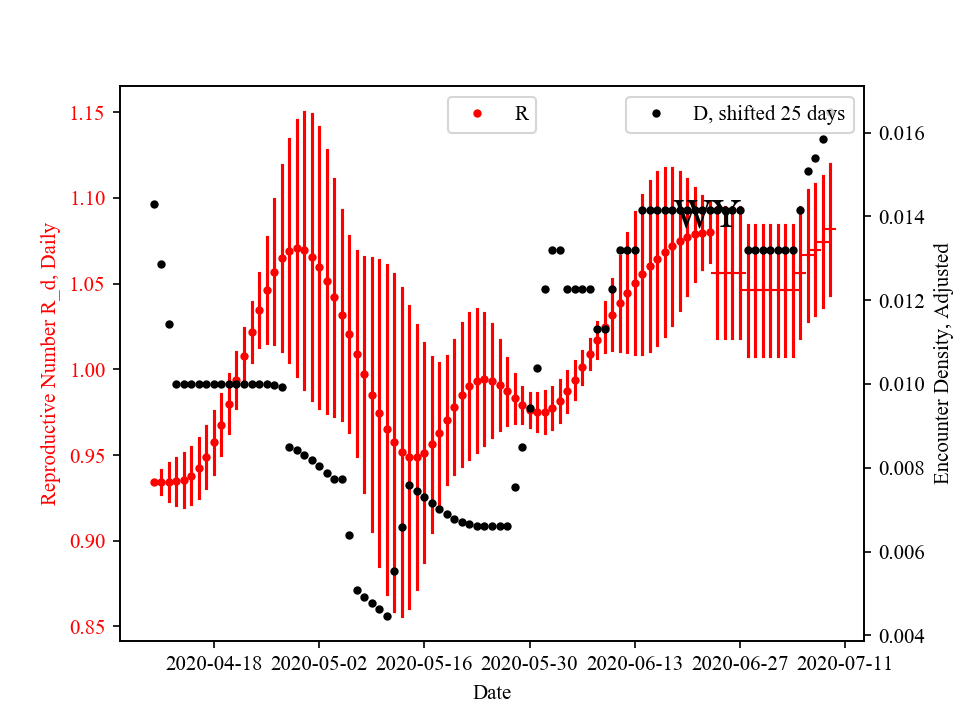 R
D, shifted 25 days
WY
1.15
1.10
1.05
1.00
0.95
0.90
0.85
Reproductive Number R_d, Daily
0.016
0.014
0.012
0.010
0.008
0.006
0.004
Encounter Density, Adjusted
2020-04-18 2020-05-02 2020-05-16 2020-05-30 2020-06-13 2020-06-27 2020-07-11
Date